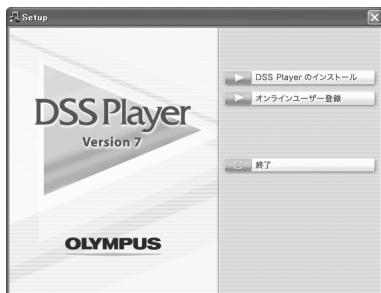 Setup
DSS Player
Version 7
OLYMPUS
DSS Player のインストール
オンラインユーザー登録
終了